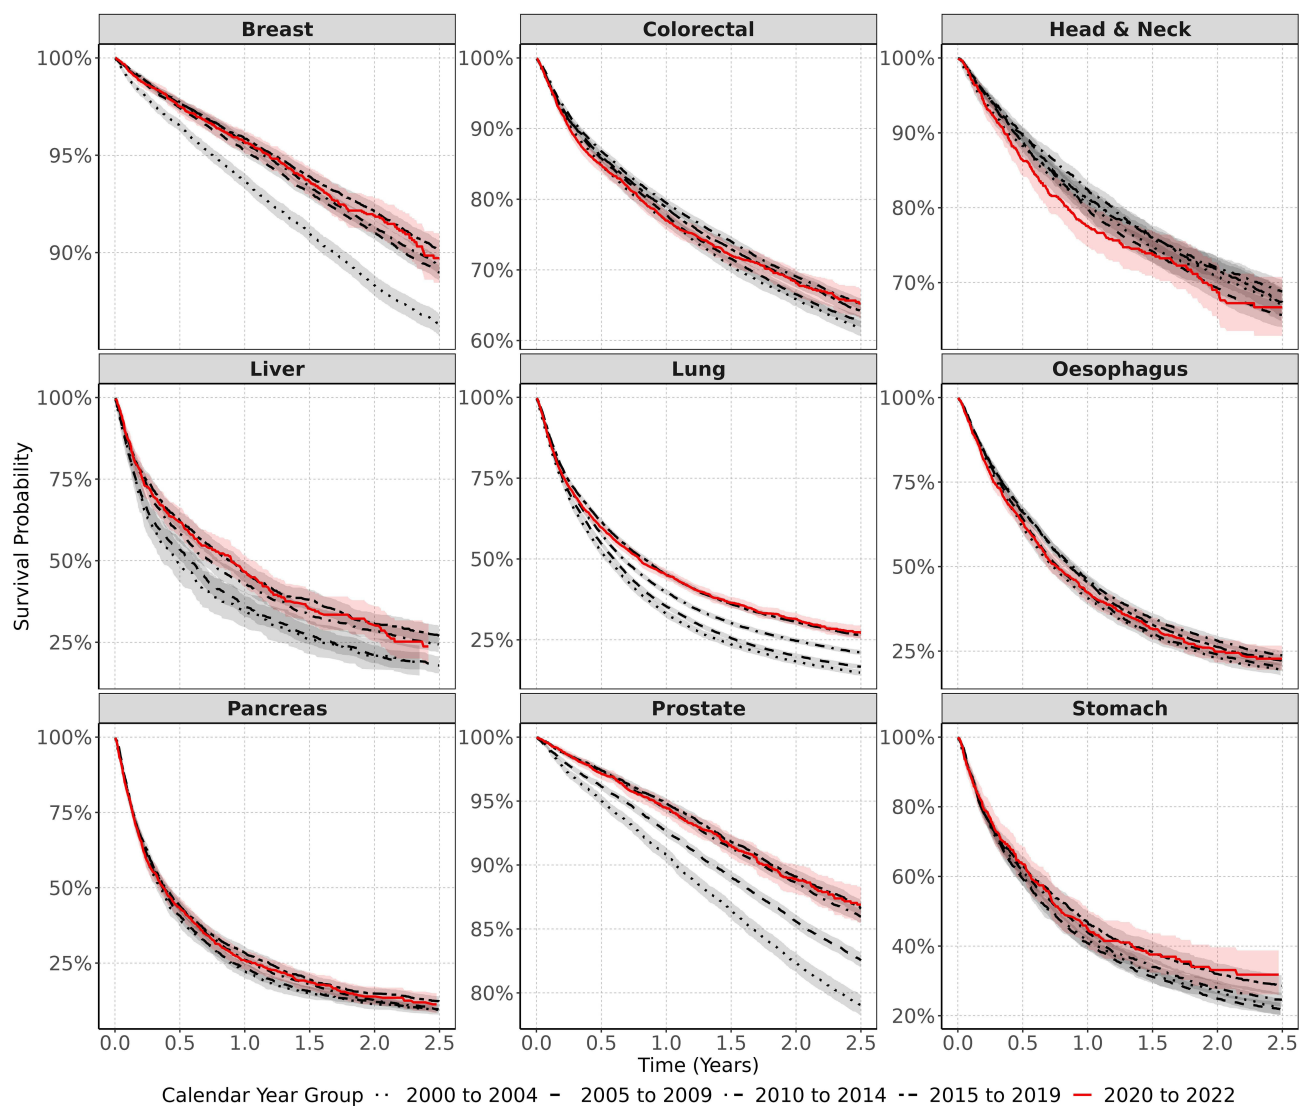 Breast Colorectal Head & Neck
100% 100% 100%
95% 90% 90%
90% 80% 80%
70% 70%
60%
Liver Lung Oesophagus
100% 100% 100%
75% 75% 75%
50% 50% 50%
25% 25% 25%
Survival Probability
Pancreas Prostate Stomach
100% 100% 100%
75% 95% 80%
50% 90% 60%
25% 85% 40%
80% 20%
0.0 0.5 1.0 1.5 2.0 2.5 0.0 0.5 1.0 1.5 2.0 2.5 0.0 0.5 1.0 1.5 2.0 2.5
Time (Years)
Calendar Year Group 2000 to 2004 2005 to 2009 2010 to 2014 2015 to 2019 2020 to 2022